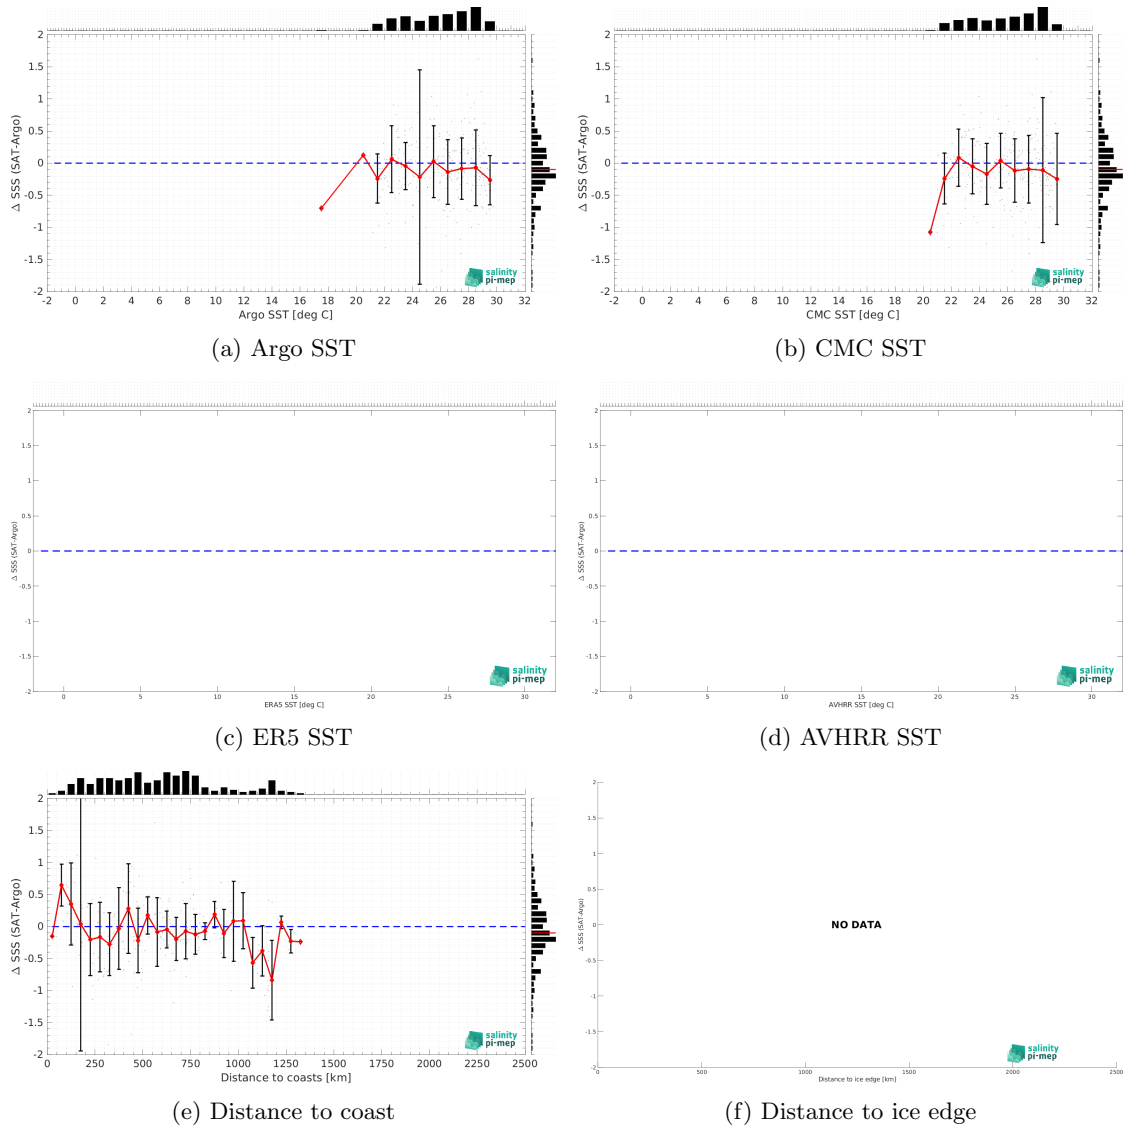 2
1.5
1
0.5
0
-0.5
-1
-1.5
-2
Δ SSS (SAT-Argo)
-2 0 2 4 6 8 10 12 14 16 18 20 22 24 26 28 30 32
Argo SST [deg C]
salinity
pi-mep
(a) Argo SST
2
1.5
1
0.5
0
-0.5
-1
-1.5
-2
Δ SSS (SAT-Argo)
-2 0 2 4 6 8 10 12 14 16 18 20 22 24 26 28 30 32
CMC SST [deg C]
salinity
pi-mep
(b) CMC SST
2
1.5
1
0
-0.5
-1
-1.5
-2
Δ SSS (SAT-Argo)
0 5 10 15 20 25 30
ERA5 SST [deg C]
salinity
pi-mep
(c) ER5 SST
2
1.5
1
0
-0.5
-1
-1.5
-2
Δ SSS (SAT-Argo)
0 5 10 15 20 25 30
AVHRR SST [deg C]
salinity
pi-mep
(d) AVHRR SST
2
1.5
1
0.5
0
-0.5
-1
-1.5
-2
Δ SSS (SAT-Argo)
0 250 500 750 1000 1250 1500 1750 2000 2250 2500
Distance to coasts [km]
salinity
pi-mep
(e) Distance to coast
2
1.5
1
0.5
0
-0.5
-1
-1.5
-2
Δ SSS (SAT-Argo)
NO DATA
0 500 1000 1500 2000 2500
Distance to ice edge [km]
salinity
pi-mep
(f) Distance to ice edge